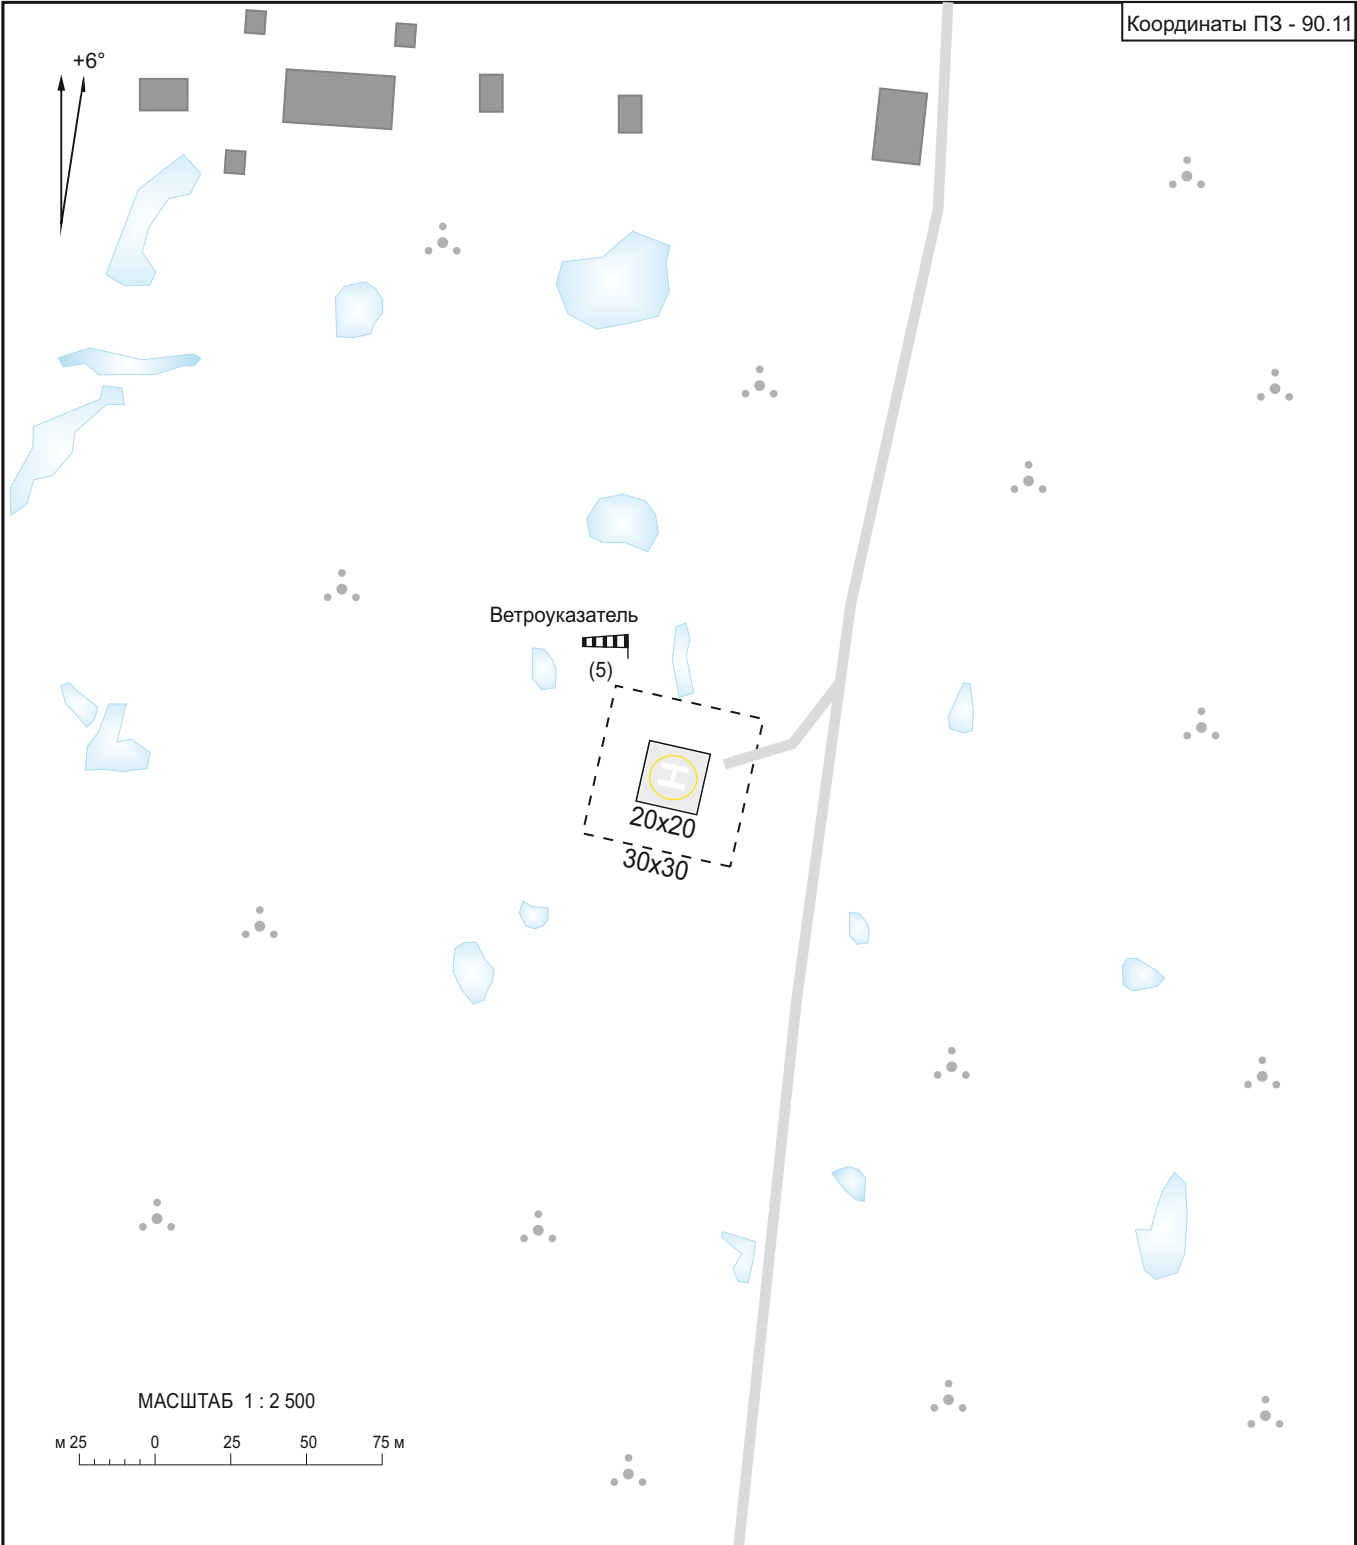 Координаты ПЗ - 90.11
+6°
Ветроуказатель
(5)
20x20
30x30
МАСШТАБ 1 : 2 500
м 25 0 25 50 75 м